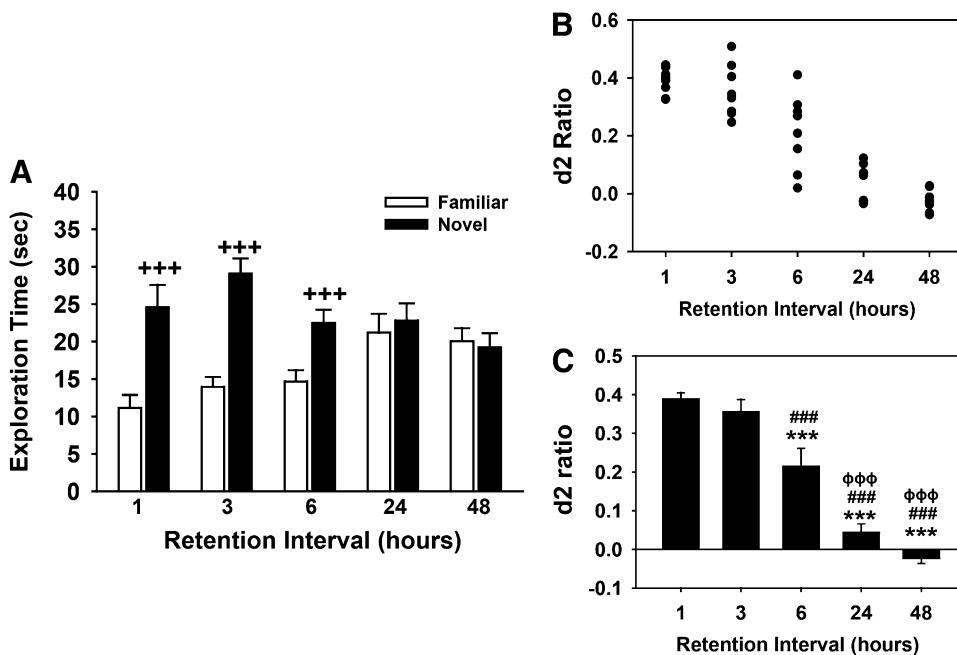 A
Exploration Time (sec)
40
35
30
25
20
15
10
5
0
Familiar
Novel
+++
+++
+++
1 3 6 24 48
Retention Interval (hours)
B
d2 Ratio
0.6
0.4
0.2
0.0
-0.2
1 3 6 24 48
Retention Interval (hours)
C
d2 ratio
0.5
0.4
0.3
0.2
0.1
0.0
-0.1
###
***
ΦΦΦ
###
***
ΦΦΦ
###
***
1 3 6 24 48
Retention Interval (hours)